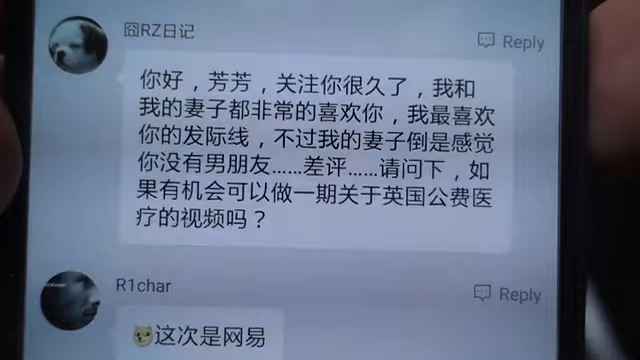 囧RZ日记
Reply
你好，芳芳，关注你很久了，我和
我的妻子都非常的喜欢你，我最喜欢
你的发际线，不过我的妻子倒是感觉
你没有男朋友……差评……请问下，如
果有机会可以做一期关于英国公费医
疗的视频吗？
R1char
Reply
这次是网易